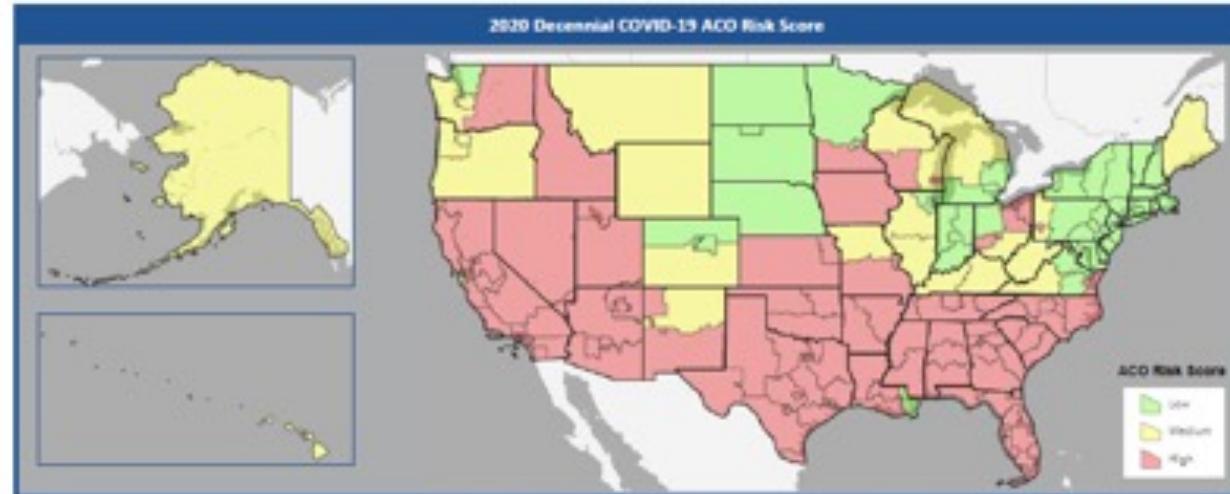 2020 Decennial COVID-19 ACO Risk Score
ACO Risk Score
Low
Medium
High